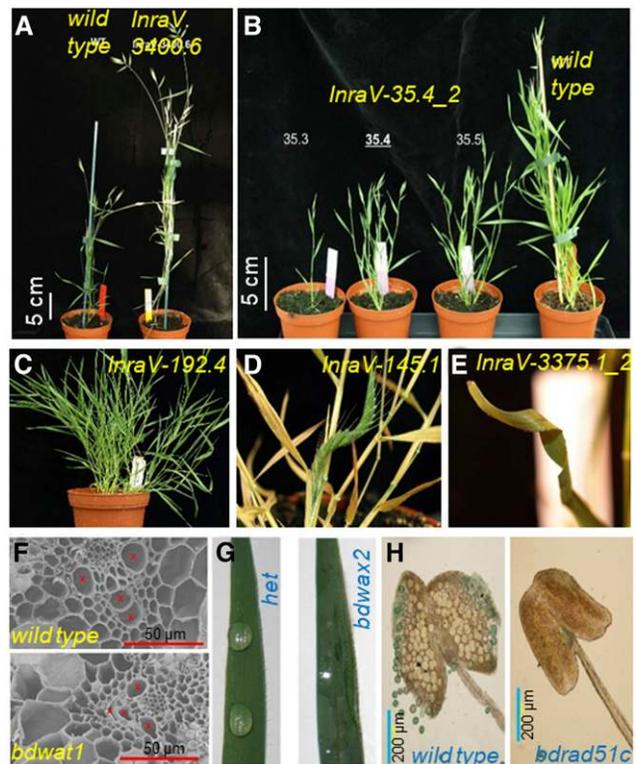 A
wild type
InraV. 3400.6
5 cm
B
InraV-35.4_2
wild type
35.3
35.4
35.5
5 cm
C
InraV-192.4
D
InraV-145.1
E
InraV-3375.1_2
F
x
x
x
x
wild type
50 µm
x
x
x
x
bdwat1
50 µm
G
het
bdwax2
H
200 µm
wild type
200 µm
bdrad51c